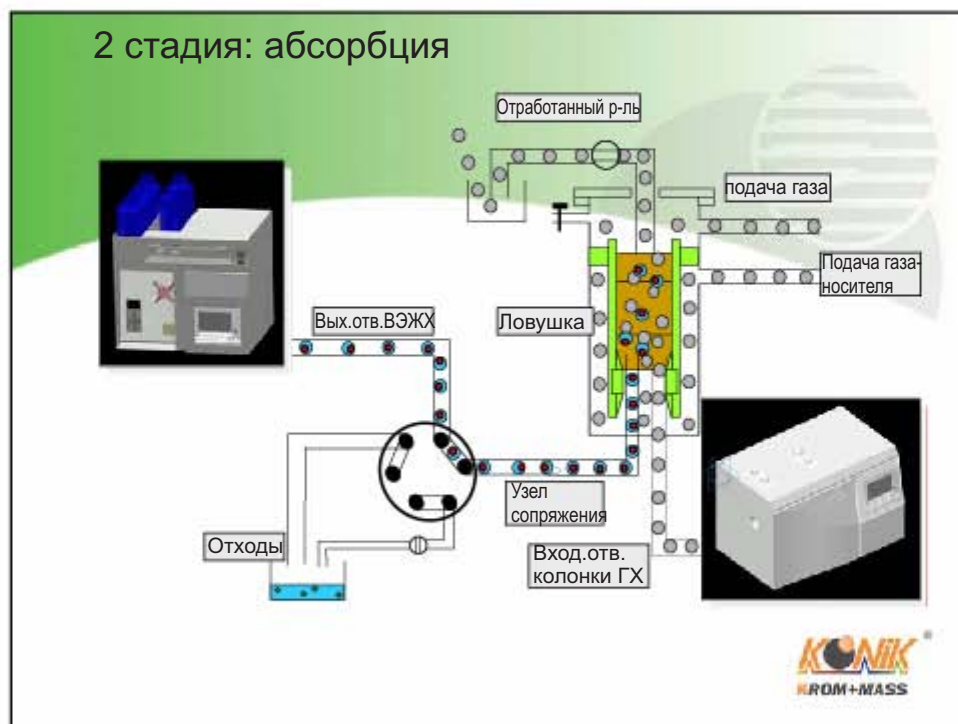 2 стадия: абсорбция
Отработанный р-ль
подача газа
Подача газа-
носителя
Вых.отв.ВЭЖХ
Ловушка
Узел
сопряжения
Отходы
Вход.отв.
колонки ГХ
KONIK
®
KROM+MASS